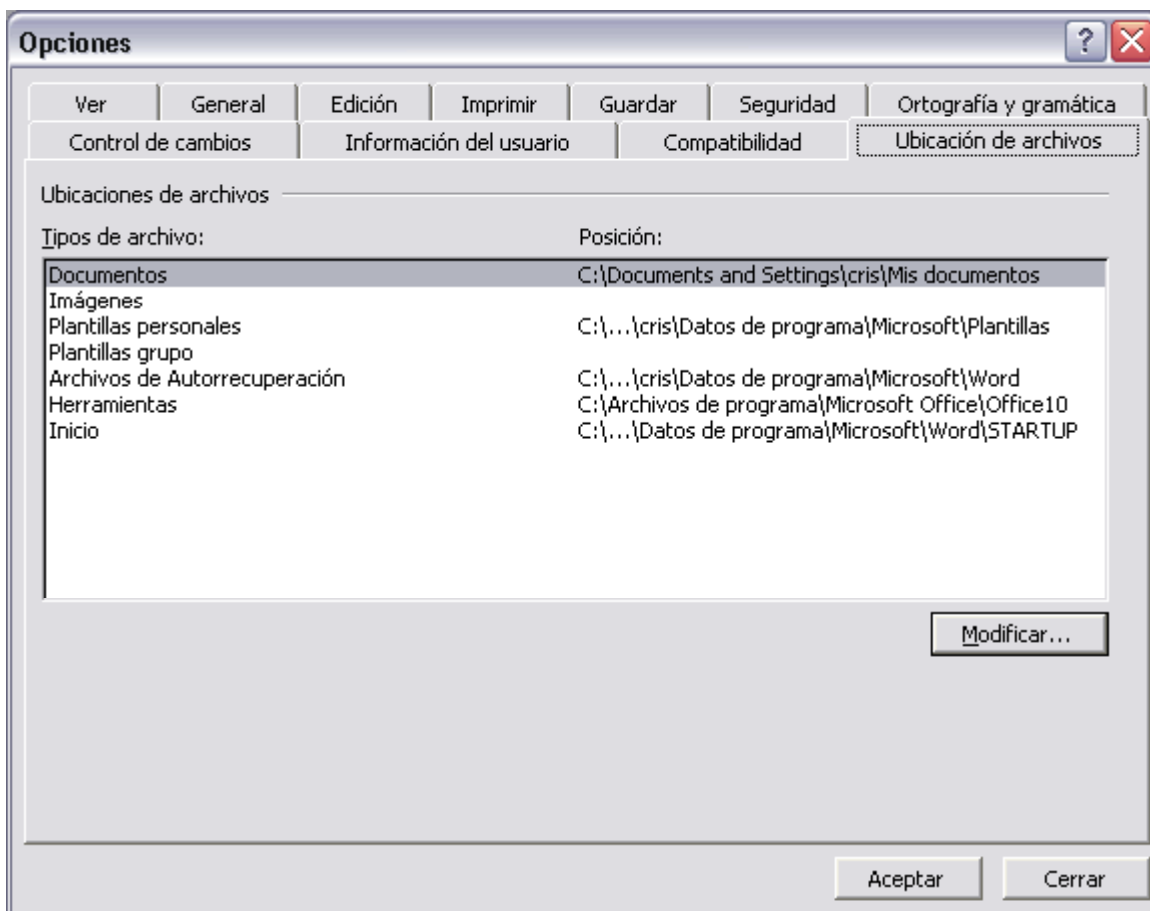 Opciones
Ver General Edición Imprimir Guardar Seguridad Ortografía y gramática
Control de cambios Información del usuario Compatibilidad Ubicación de archivos
Ubicaciones de archivos
Tipos de archivo: Posición:
Documentos C:\Documents and Settings\cris\Mis documentos
Imágenes
Plantillas personales C:\...\cris\Datos de programa\Microsoft\Plantillas
Plantillas grupo
Archivos de Autorrecuperación C:\...\cris\Datos de programa\Microsoft\Word
Herramientas C:\Archivos de programa\Microsoft Office\Office10
Inicio C:\...\Datos de programa\Microsoft\Word\STARTUP
Modificar...
Aceptar Cerrar